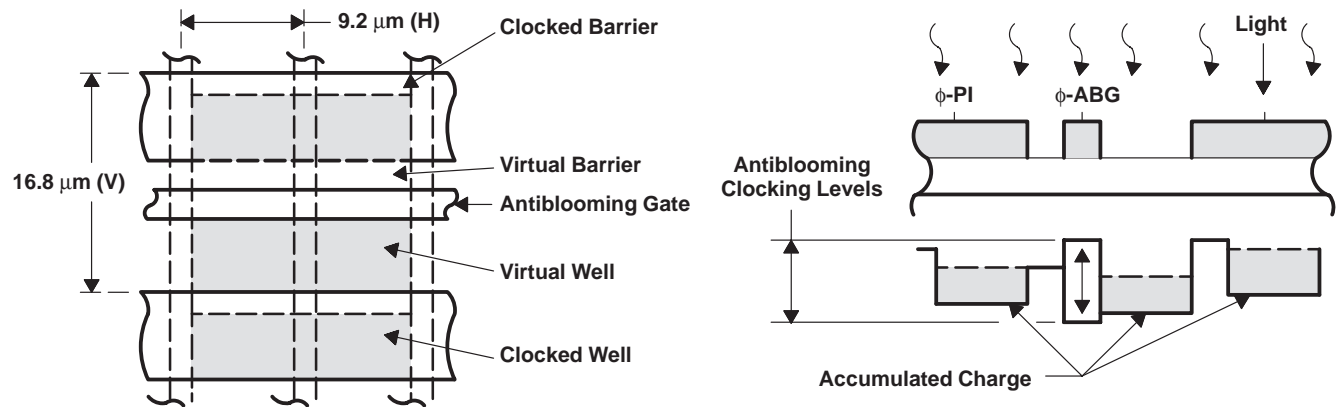 9.2 μm (H)
Clocked Barrier
16.8 μm (V)
Virtual Barrier
Antiblooming Gate
Virtual Well
Clocked Well
Light
ϕ-PI
ϕ-ABG
Antiblooming
Clocking Levels
Accumulated Charge